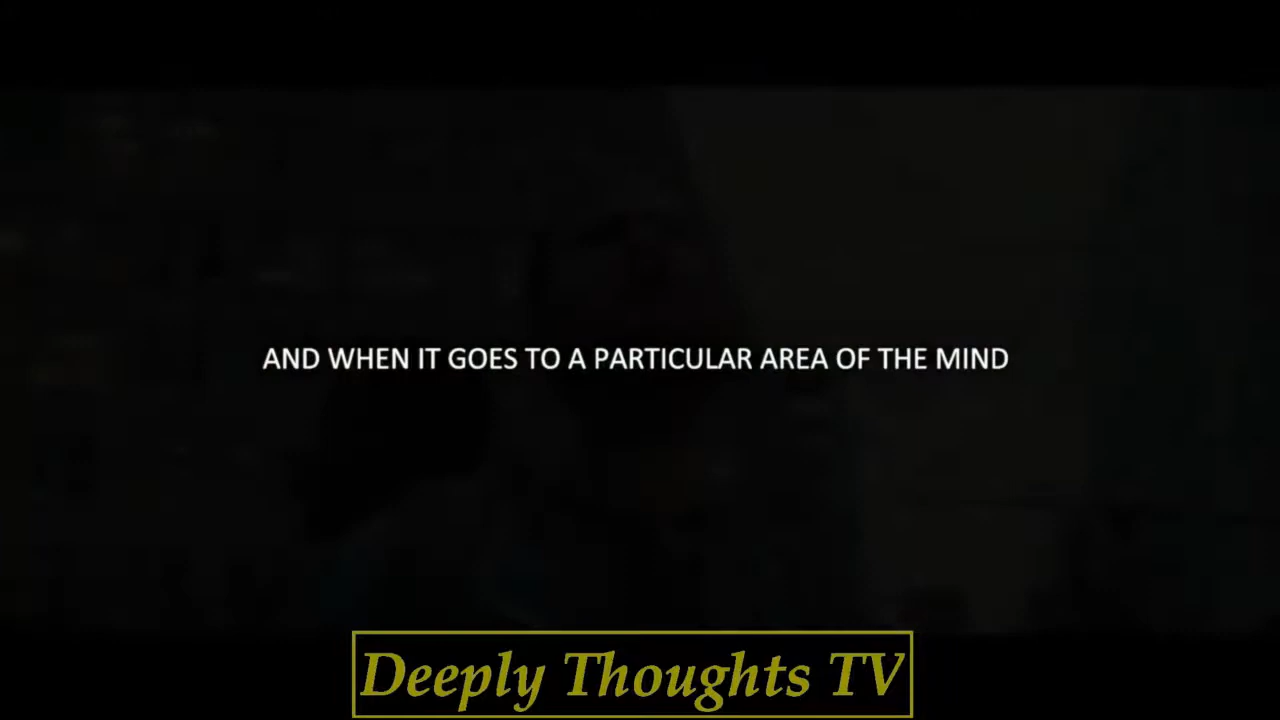 AND WHEN IT GOES TO A PARTICULAR AREA OF THE MIND
Deeply Thoughts TV